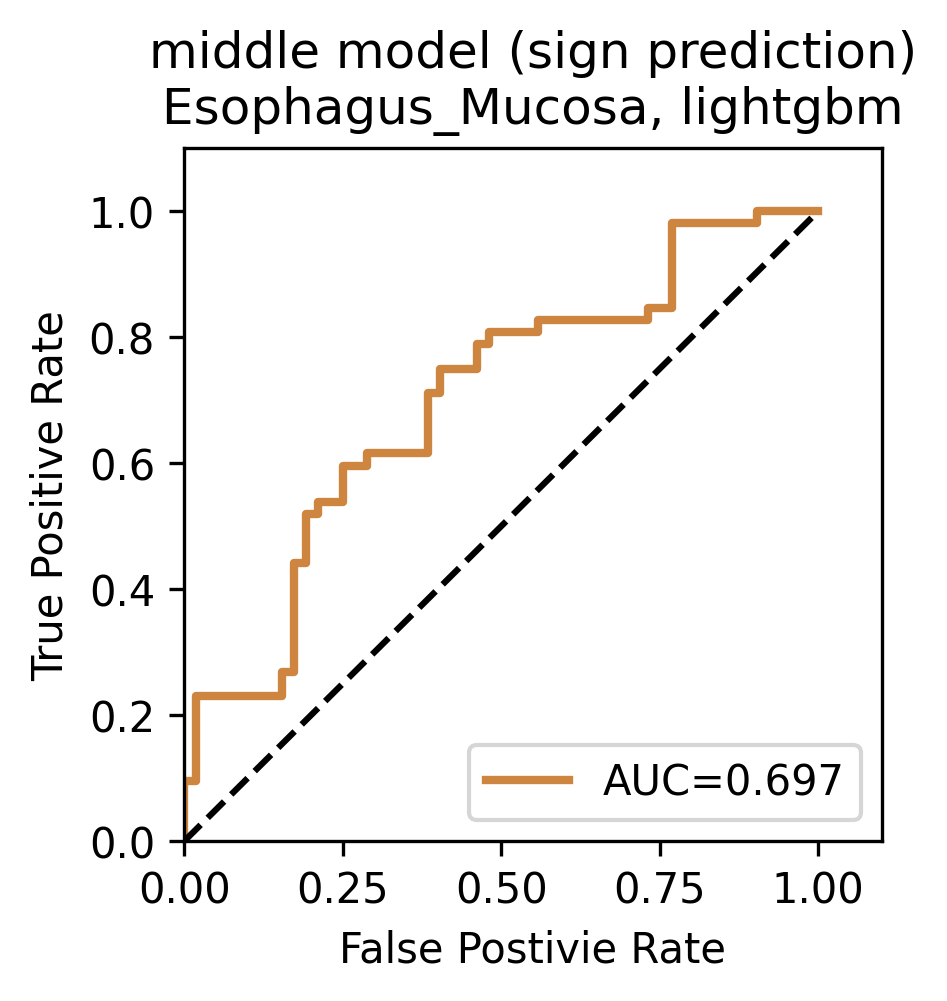 middle model (sign prediction)
Esophagus_Mucosa, lightgbm
1.0
0.8
0.6
0.4
0.2
0.0
True Positive Rate
AUC=0.697
0.00 0.25 0.50 0.75 1.00
False Postivie Rate